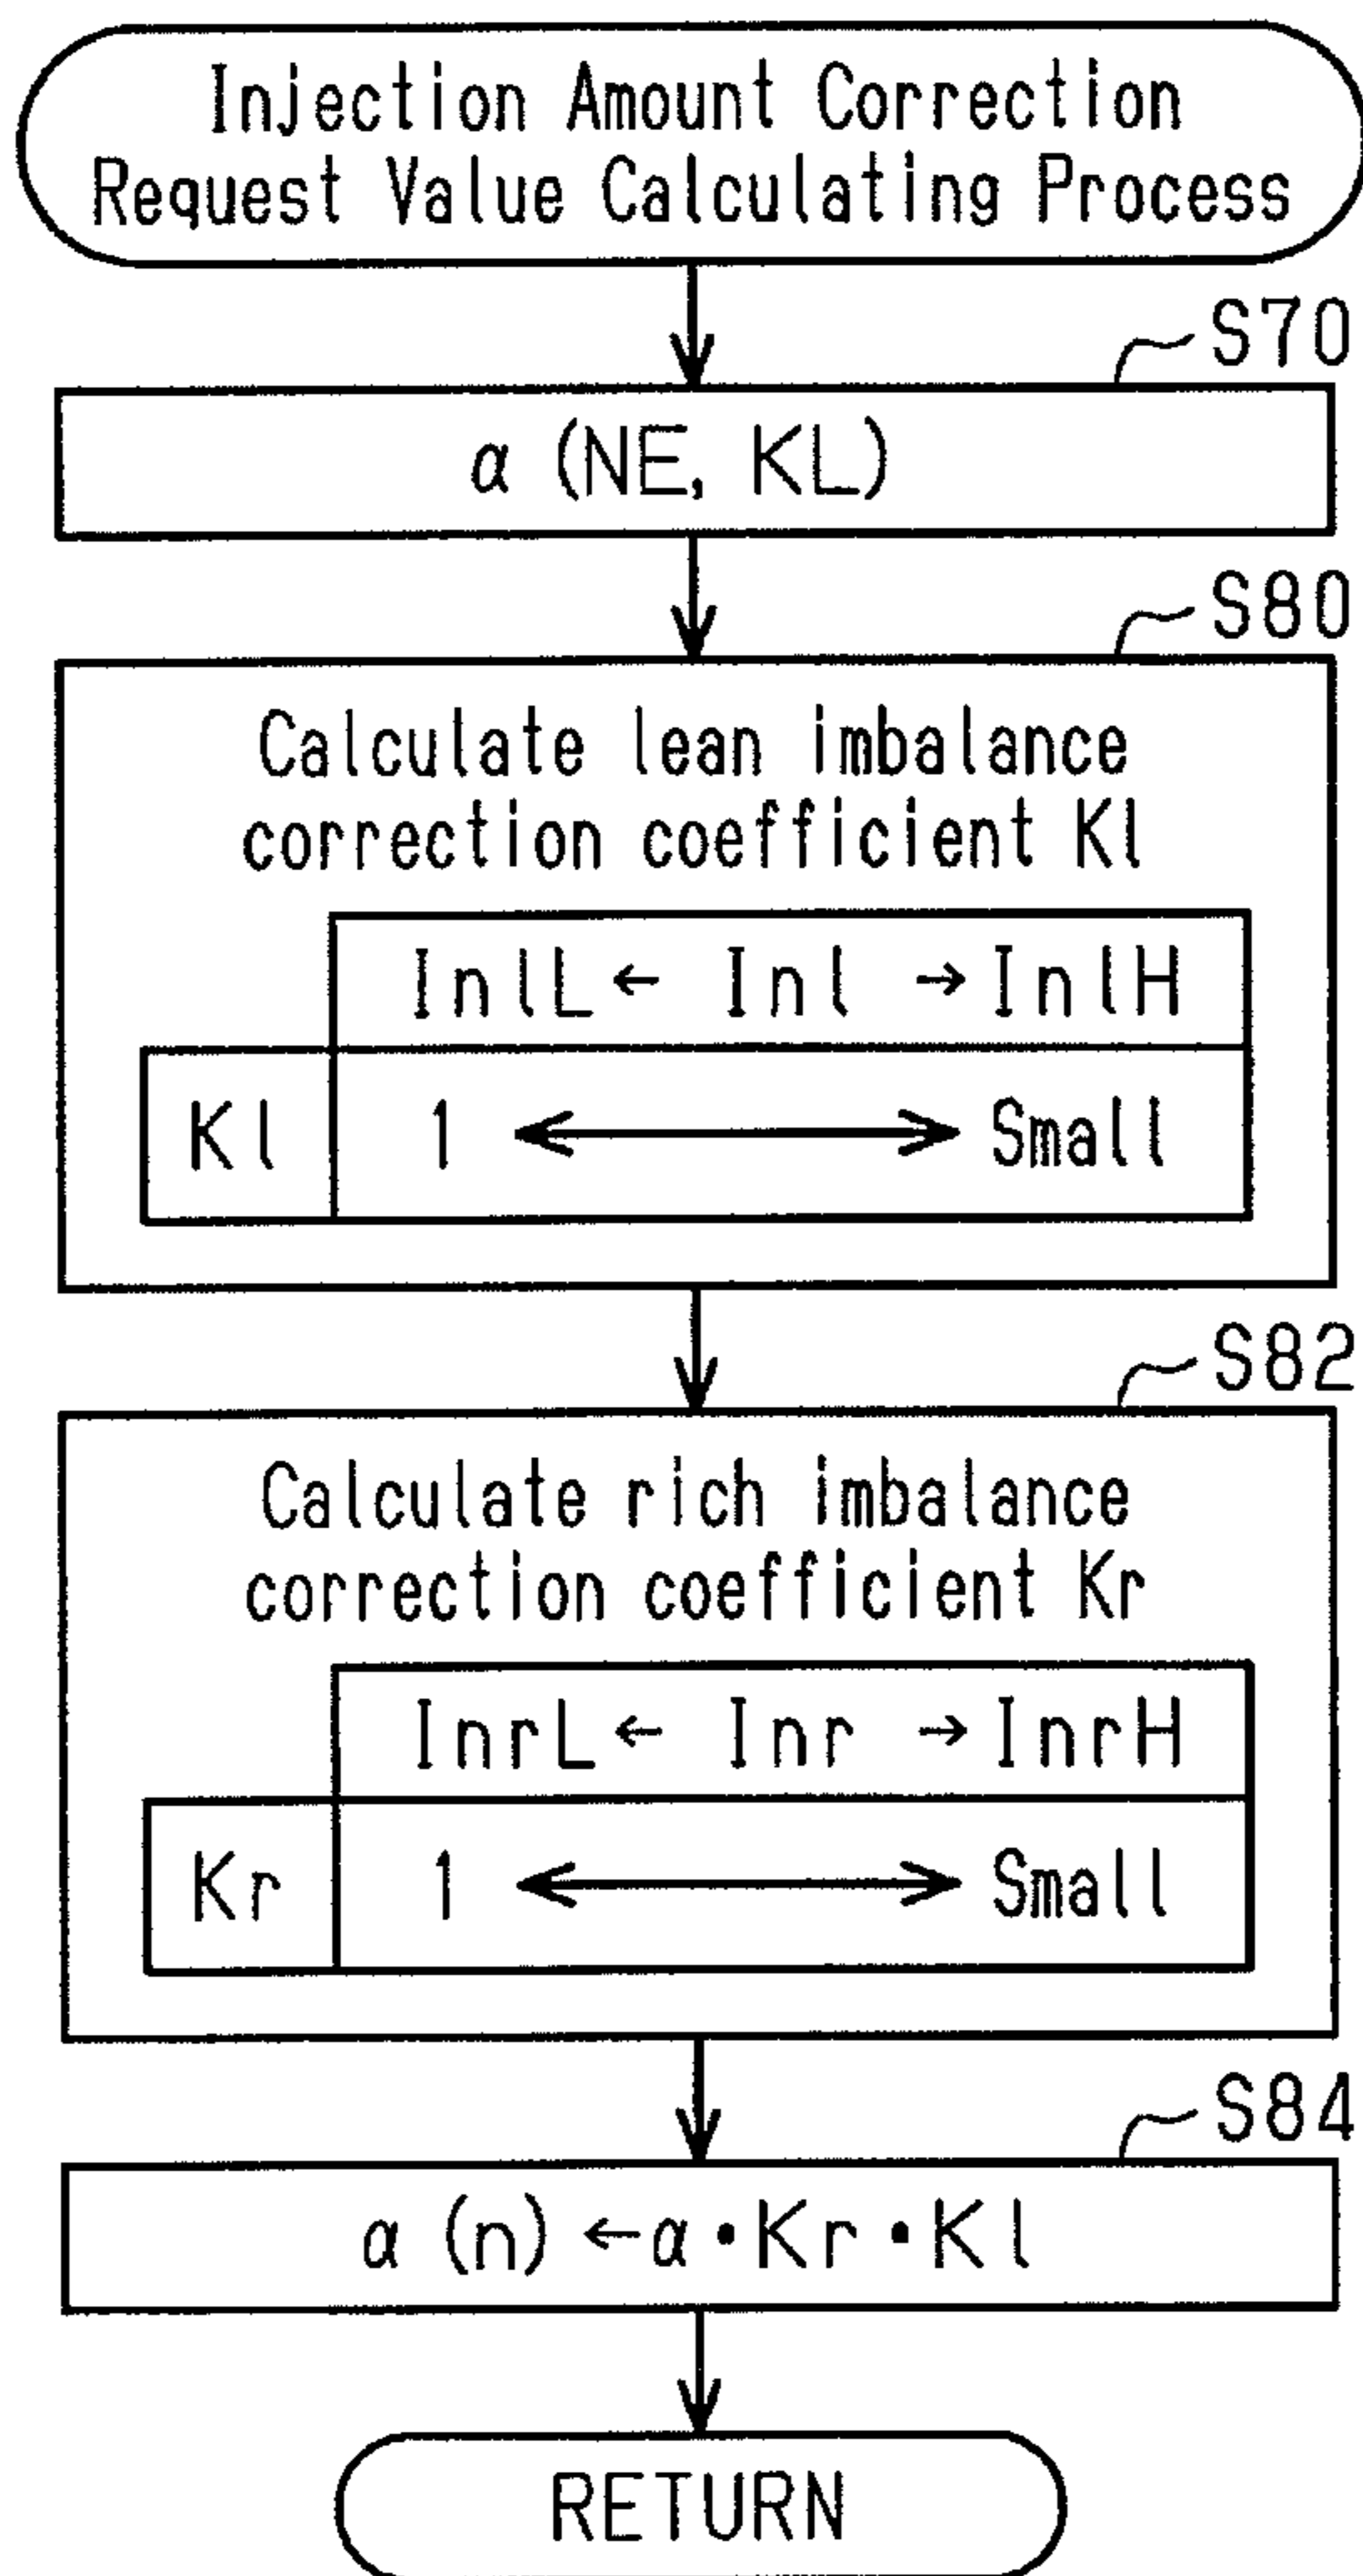 Injection Amount Correction
Request Value Calculating Process
S70
α (NE, KL)
S80
Calculate lean imbalance
correction coefficient Kl
InlL ← Inl → InlH
Kl 1 ↔ Small
S82
Calculate rich imbalance
correction coefficient Kr
InrL ← Inr → InrH
Kr 1 ↔ Small
S84
α (n) ← α・Kr・Kl
RETURN